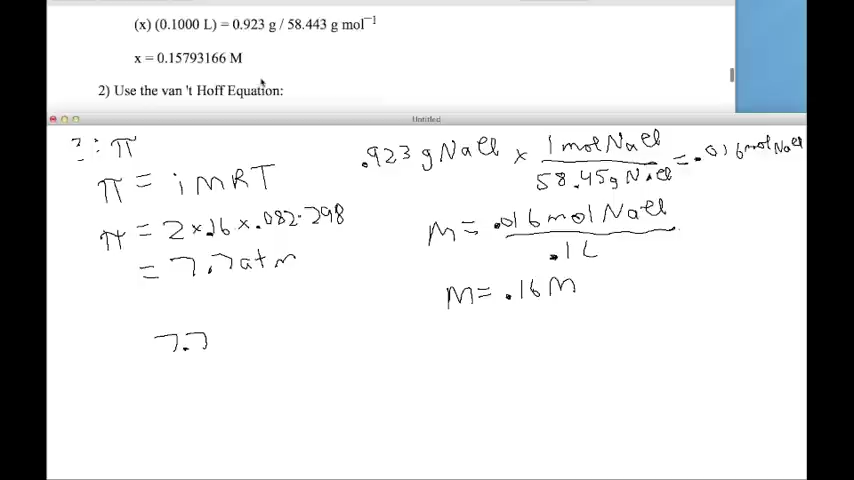 (x) (0.1000 L) = 0.923 g / 58.443 g mol⁻¹
x = 0.15793166 M
2) Use the van 't Hoff Equation:
Untitled
?: π
π = iMRT
π = 2 × .16 × .082 · 298
= 7.7 atm
7.7
.923 g NaCl × 1 mol NaCl / 58.45 g NaCl = .016 mol NaCl
M = .016 mol NaCl / .1 L
M = .16 M